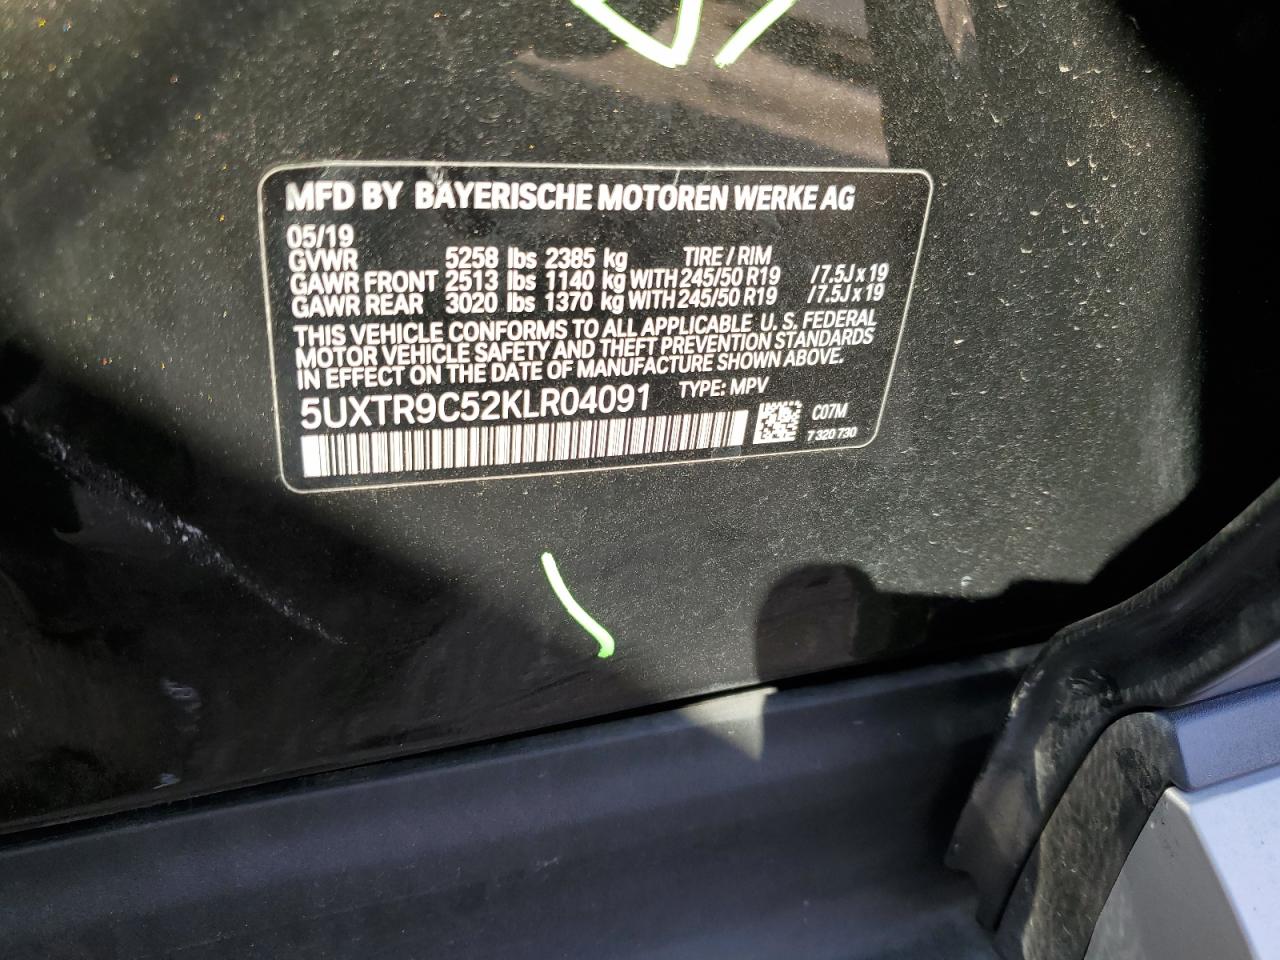 MFD BY BAYERISCHE MOTOREN WERKE AG
05/19
GVWR 5258 lbs 2385 kg TIRE / RIM
GAWR FRONT 2513 lbs 1140 kg WITH 245/50 R19 /7.5J x 19
GAWR REAR 3020 lbs 1370 kg WITH 245/50 R19 /7.5J x 19
THIS VEHICLE CONFORMS TO ALL APPLICABLE U. S. FEDERAL
MOTOR VEHICLE SAFETY AND THEFT PREVENTION STANDARDS
IN EFFECT ON THE DATE OF MANUFACTURE SHOWN ABOVE.
5UXTR9C52KLR04091 TYPE: MPV
C07M
7 320 730